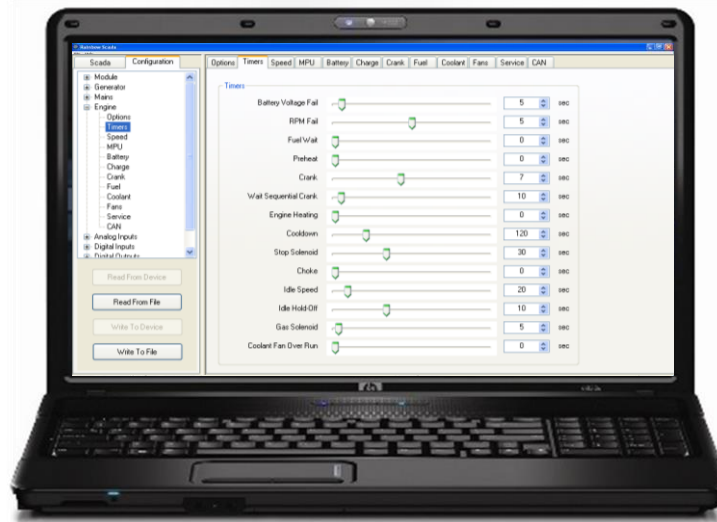 Rainbow Scada
Scada Configuration
Module
Generator
Mains
Engine
Options
Timers
Speed
MPU
Battery
Charge
Crank
Fuel
Coolant
Fans
Service
CAN
Analog Inputs
Digital Inputs
Digital Outputs
Read From Device
Read From File
Write To Device
Write To File
Options Timers Speed MPU Battery Charge Crank Fuel Coolant Fans Service CAN
Timers
Battery Voltage Fail 5 sec
RPM Fail 5 sec
Fuel Wait 0 sec
Preheat 0 sec
Crank 7 sec
Wait Sequential Crank 10 sec
Engine Heating 0 sec
Cooldown 120 sec
Stop Solenoid 30 sec
Choke 0 sec
Idle Speed 20 sec
Idle Hold-Off 10 sec
Gas Solenoid 5 sec
Coolant Fan Over Run 0 sec
hp